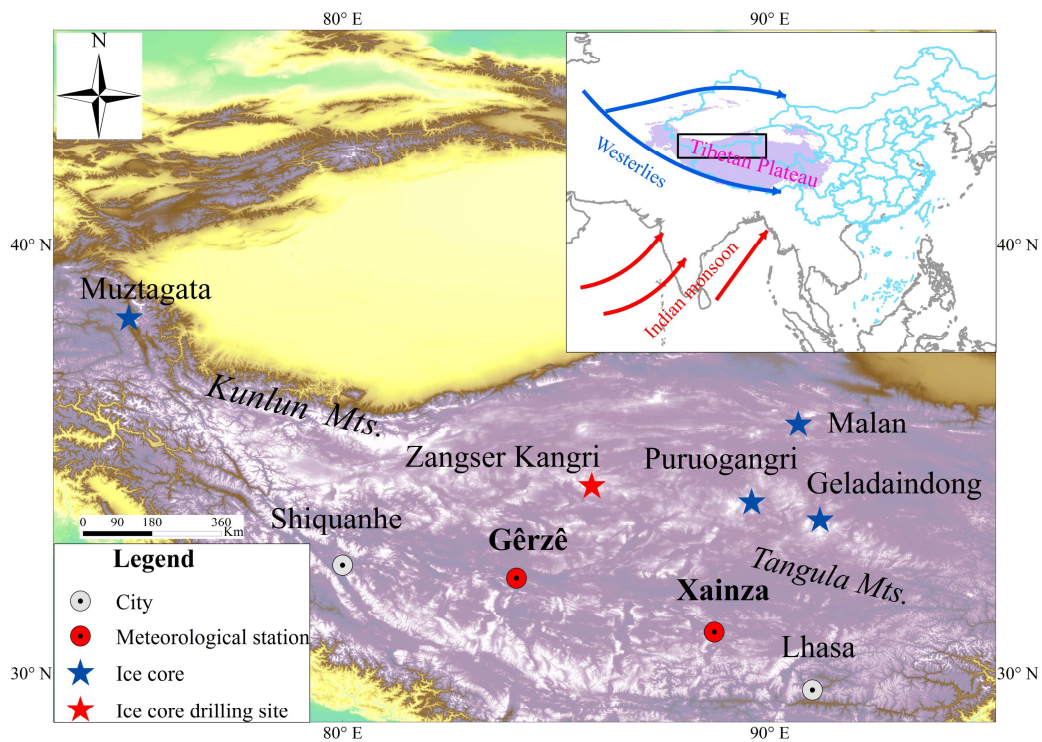 80° E
90° E
N
Westerlies
Tibetan Plateau
Indian monsoon
40° N
40° N
Muztagata
Kunlun Mts.
Malan
Zangser Kangri
Puruogangri
Geladaindong
Shiquanhe
0 90 180 360
Km
Gêrzê
Tangula Mts.
Xainza
Lhasa
Legend
City
Meteorological station
Ice core
Ice core drilling site
30° N
30° N
80° E
90° E